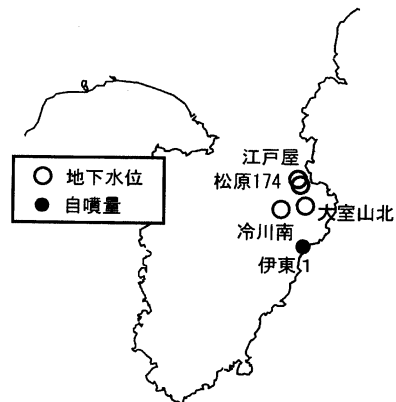 江戸屋
松原174
地下水位
自噴量
大室山北
冷川南
伊東1